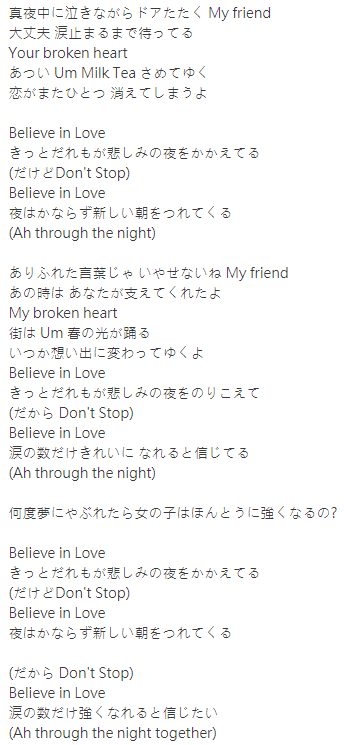 真夜中に泣きながらドアたたく My friend
大丈夫 涙止まるまで待ってる
Your broken heart
あつい Um Milk Tea さめてゆく
恋がまたひとつ 消えてしまうよ

Believe in Love
きっとだれもが悲しみの夜をかかえてる
(だけどDon't Stop)
Believe in Love
夜はかならず新しい朝をつれてくる
(Ah through the night)

ありふれた言葉じゃ いやせないね My friend
あの時は あなたが支えてくれたよ
My broken heart
街は Um 春の光が踊る
いつか想い出に変わってゆくよ
Believe in Love
きっとだれもが悲しみの夜をのりこえて
(だから Don't Stop)
Believe in Love
涙の数だけきれいに なれると信じてる
(Ah through the night)

何度夢にやぶれたら女の子はほんとうに強くなるの?

Believe in Love
きっとだれもが悲しみの夜をかかえてる
(だけどDon't Stop)
Believe in Love
夜はかならず新しい朝をつれてくる

(だから Don't Stop)
Believe in Love
涙の数だけ強くなれると信じたい
(Ah through the night together)